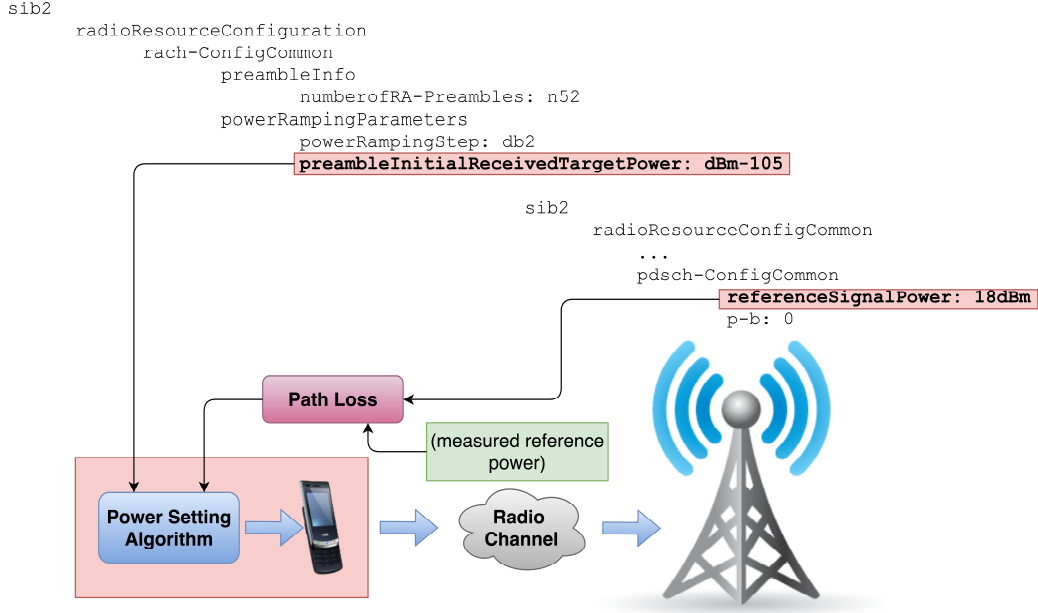 sib2
radioResourceConfiguration
rach-ConfigCommon
preambleInfo
numberofRA-Preambles: n52
powerRampingParameters
powerRampingStep: db2
preambleInitialReceivedTargetPower: dBm-105
sib2
radioResourceConfigCommon
...
pdsch-ConfigCommon
referenceSignalPower: 18dBm
p-b: 0
Path Loss
(measured reference
power)
Power Setting
Algorithm
Radio
Channel